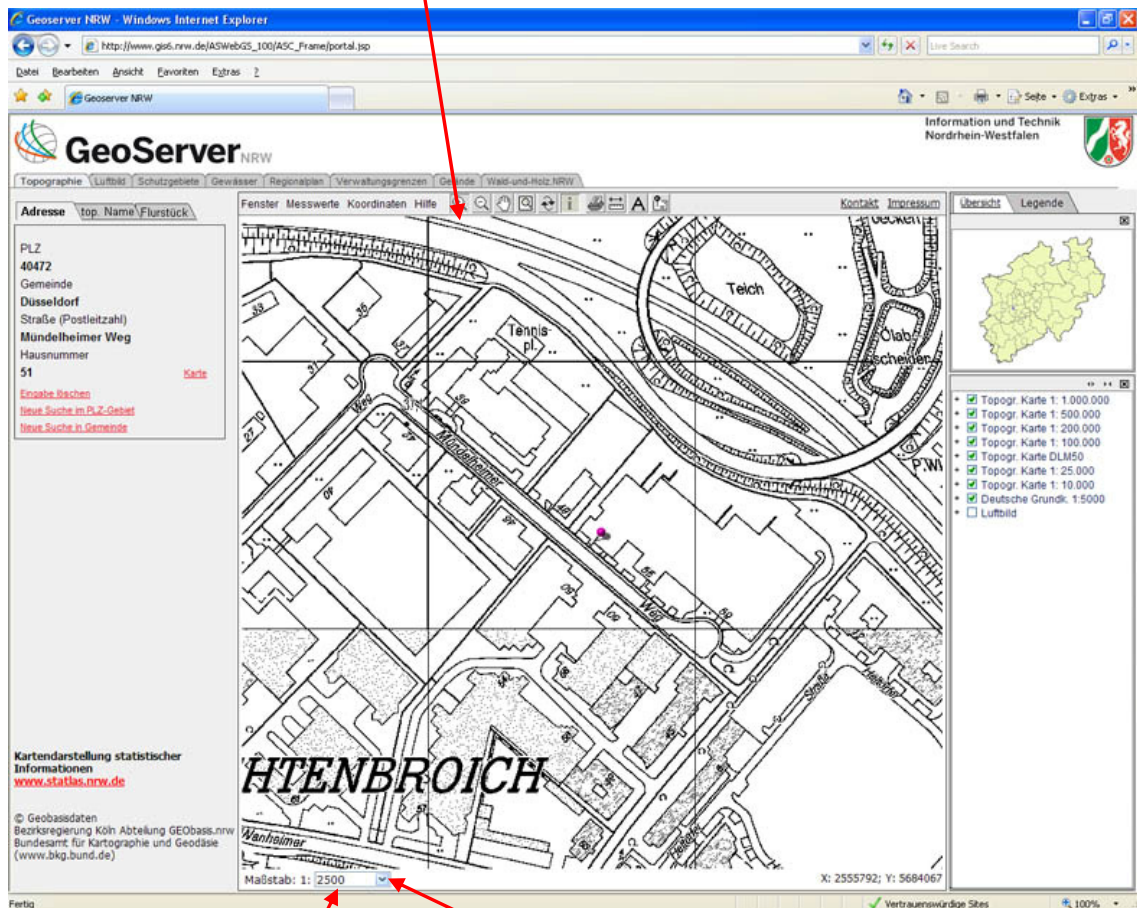 Geoserver NRW - Windows Internet Explorer
http://www.gis6.nrw.de/ASWebGS_100/ASC_Frame/portal.jsp
Live Search
Datei Bearbeiten Ansicht Favoriten Extras ?
Geoserver NRW
Seite
Extras
GeoServer NRW
Information und Technik
Nordrhein-Westfalen
Topographie Luftbild Schutzgebiete Gewässer Regionalplan Verwaltungsgrenzen Gelände Wald-und-Holz.NRW
Adresse top. Name Flurstück
Fenster Messwerte Koordinaten Hilfe
Kontakt Impressum
Übersicht Legende
PLZ
40472
Gemeinde
Düsseldorf
Straße (Postleitzahl)
Mündelheimer Weg
Hausnummer
51
Karte
Eingabe löschen
Neue Suche im PLZ-Gebiet
Neue Suche in Gemeinde
Teich
Tennis-
pl.
Ölab-
scheider
Weg
Mündelheimer
Weg
Straße
HTENBROICH
Wanheimer
Topogr. Karte 1: 1.000.000
Topogr. Karte 1: 500.000
Topogr. Karte 1: 200.000
Topogr. Karte 1: 100.000
Topogr. Karte DLM50
Topogr. Karte 1: 25.000
Topogr. Karte 1: 10.000
Deutsche Grundk. 1:5000
Luftbild
Kartendarstellung statistischer
Informationen
www.statlas.nrw.de
© Geobasisdaten
Bezirksregierung Köln Abteilung GEObasis.nrw
Bundesamt für Kartographie und Geodäsie
(www.bkg.bund.de)
Maßstab: 1: 2500
X: 2555792; Y: 5684067
Fertig
Vertrauenswürdige Sites
100%